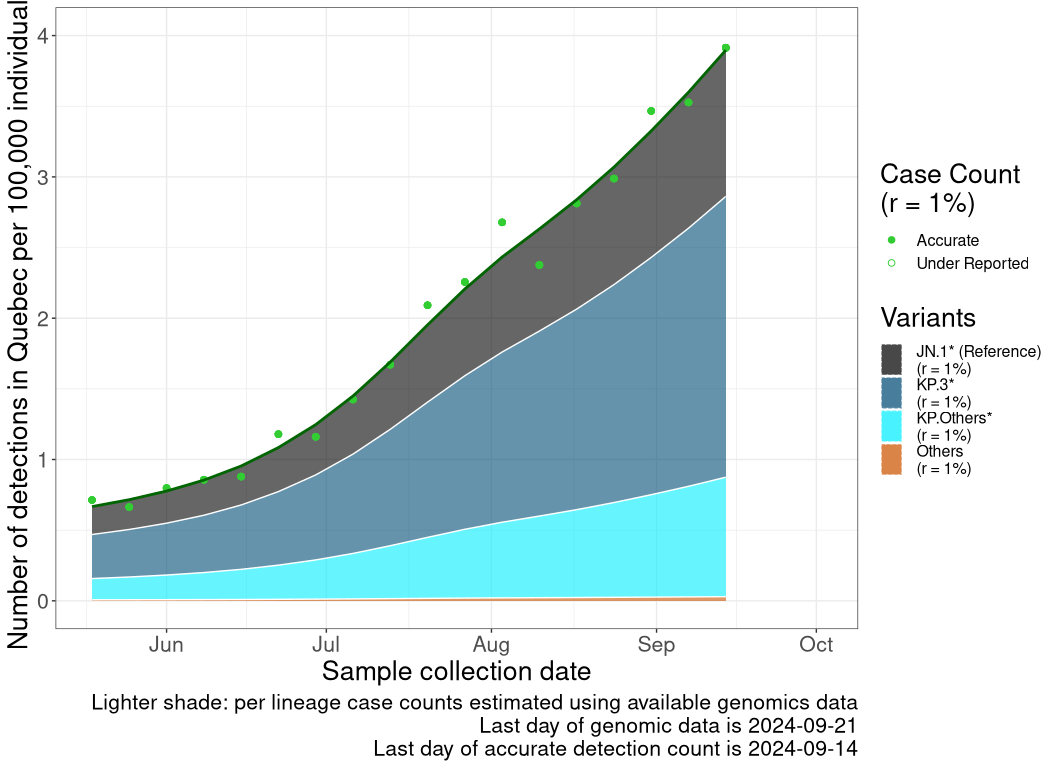 Number of detections in Quebec per 100,000 individual
4
3
2
1
0
Jun Jul Aug Sep Oct
Sample collection date
Lighter shade: per lineage case counts estimated using available genomics data
Last day of genomic data is 2024-09-21
Last day of accurate detection count is 2024-09-14
Case Count
(r = 1%)
Accurate
Under Reported
Variants
JN.1* (Reference)
(r = 1%)
KP.3*
(r = 1%)
KP.Others*
(r = 1%)
Others
(r = 1%)